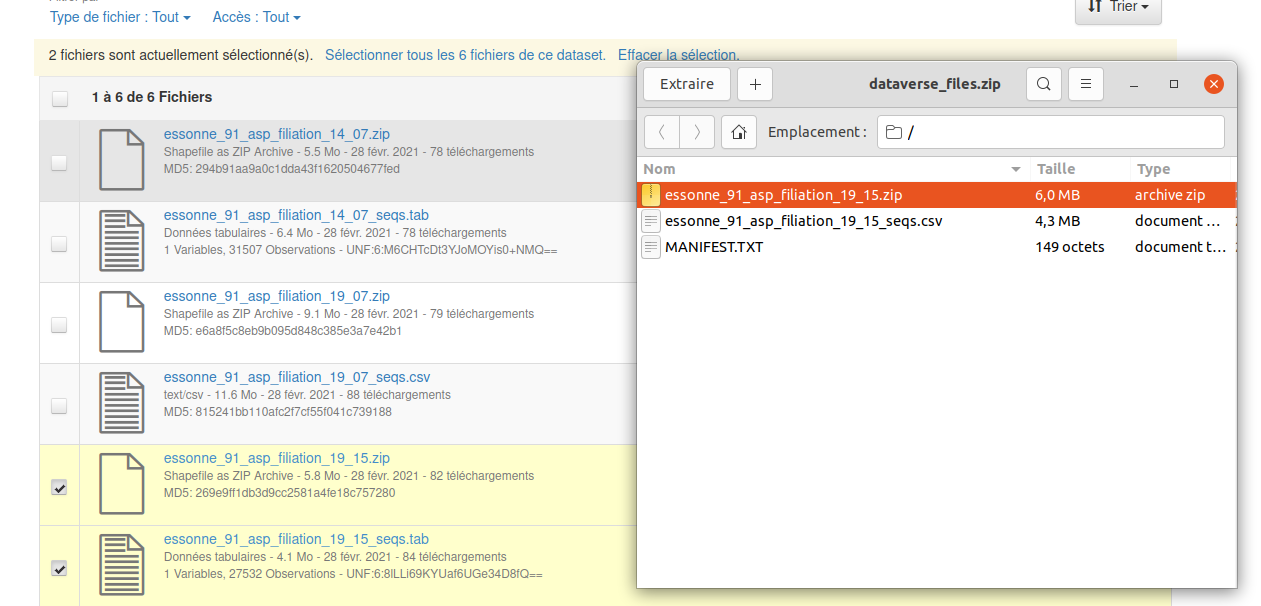 Type de fichier : Tout Accès : Tout
Trier
2 fichiers sont actuellement sélectionné(s). Sélectionner tous les 6 fichiers de ce dataset. Effacer la sélection.
1 à 6 de 6 Fichiers
essonne_91_asp_filiation_14_07.zip
Shapefile as ZIP Archive - 5.5 Mo - 28 févr. 2021 - 78 téléchargements
MD5: 294b91aa9a0c1dda43f1620504677fed
essonne_91_asp_filiation_14_07_seqs.tab
Données tabulaires - 6.4 Mo - 28 févr. 2021 - 78 téléchargements
1 Variables, 31507 Observations - UNF:6:M6CHTcDt3YJoMOYis0+NMQ==
essonne_91_asp_filiation_19_07.zip
Shapefile as ZIP Archive - 9.1 Mo - 28 févr. 2021 - 79 téléchargements
MD5: e6a8f5c8eb9b095d848c385e3a7e42b1
essonne_91_asp_filiation_19_07_seqs.csv
text/csv - 11.6 Mo - 28 févr. 2021 - 88 téléchargements
MD5: 815241bb110afc2f7cf55f041c739188
essonne_91_asp_filiation_19_15.zip
Shapefile as ZIP Archive - 5.8 Mo - 28 févr. 2021 - 82 téléchargements
MD5: 269e9ff1db3d9cc2581a4fe18c757280
essonne_91_asp_filiation_19_15_seqs.tab
Données tabulaires - 4.1 Mo - 28 févr. 2021 - 84 téléchargements
1 Variables, 27532 Observations - UNF:6:8lLLi69KYUaf6UGe34D8fQ==
Extraire + dataverse_files.zip
Emplacement : /
Nom Taille Type
essonne_91_asp_filiation_19_15.zip 6,0 MB archive zip
essonne_91_asp_filiation_19_15_seqs.csv 4,3 MB document …
MANIFEST.TXT 149 octets document t…